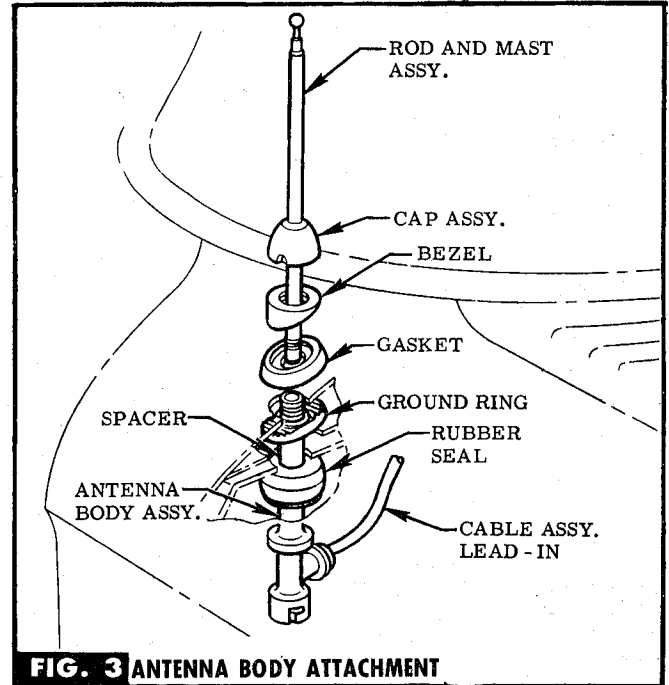 ROD AND MAST
ASSY.
CAP ASSY.
BEZEL
GASKET
GROUND RING
SPACER
RUBBER
SEAL
ANTENNA
BODY ASSY.
CABLE ASSY.
LEAD-IN
FIG. 3 ANTENNA BODY ATTACHMENT